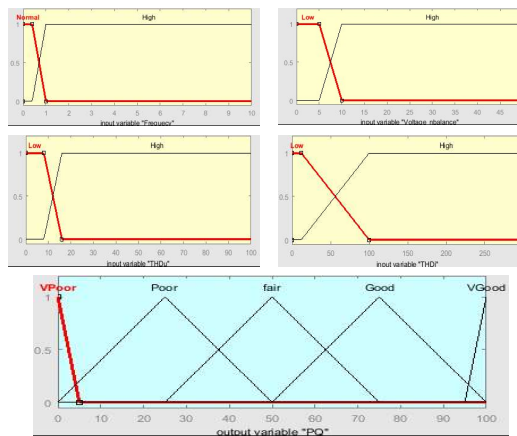 Normal High
1
0.5
0
0 1 2 3 4 5 6 7 8 9 10
input variable "Frequecy"
Low High
1
0.5
0
0 5 10 15 20 25 30 35 40 45
input variable "Voltage_nbalance"
Low High
1
0.5
0
0 10 20 30 40 50 60 70 80 90 100
input variable "THDu"
Low High
1
0.5
0
0 50 100 150 200 250
input variable "THDi"
VPoor Poor fair Good VGood
1
0.5
0
0 10 20 30 40 50 60 70 80 90 100
output variable "PQ"